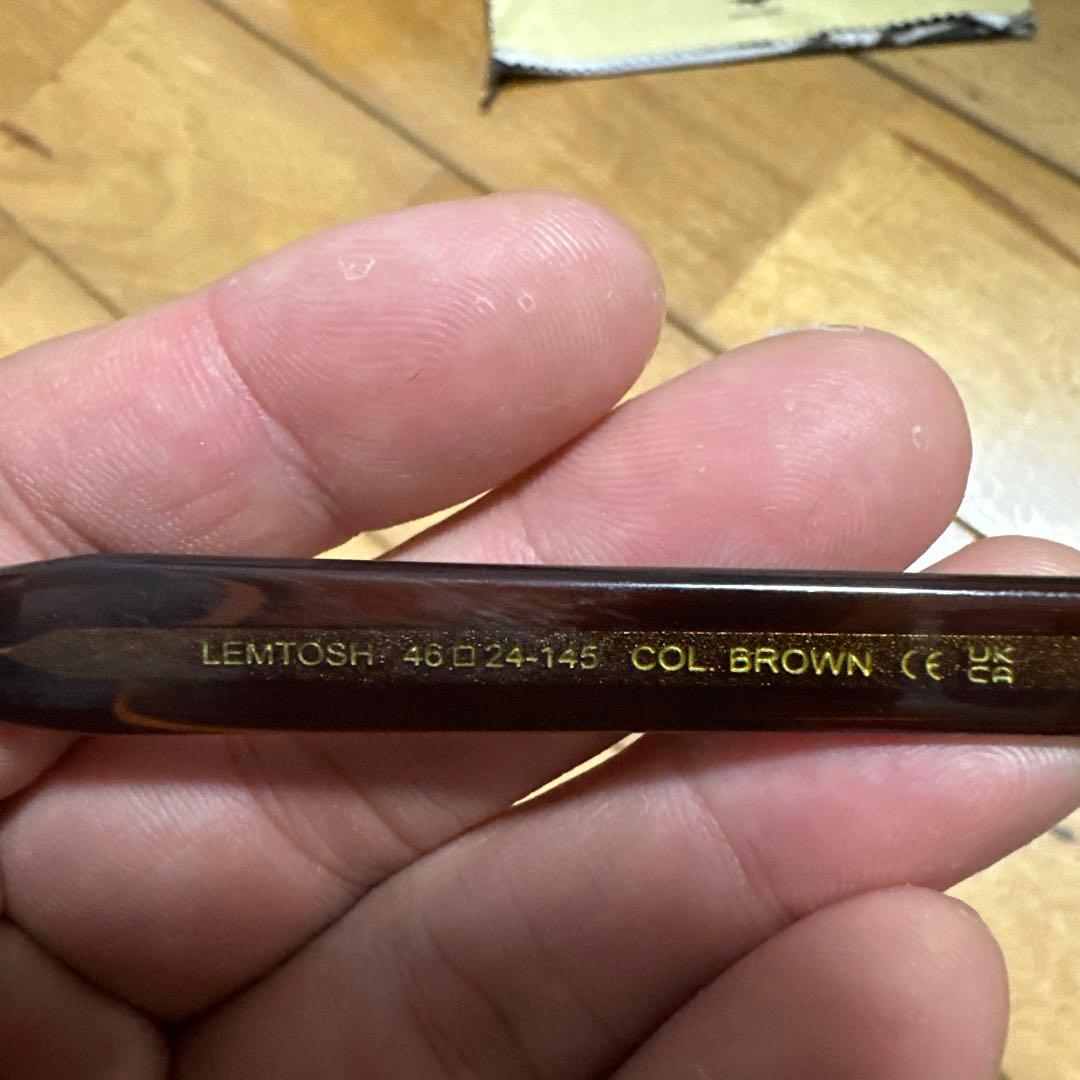 LEMTOSH 46□24-145 COL. BROWN CE UKCA